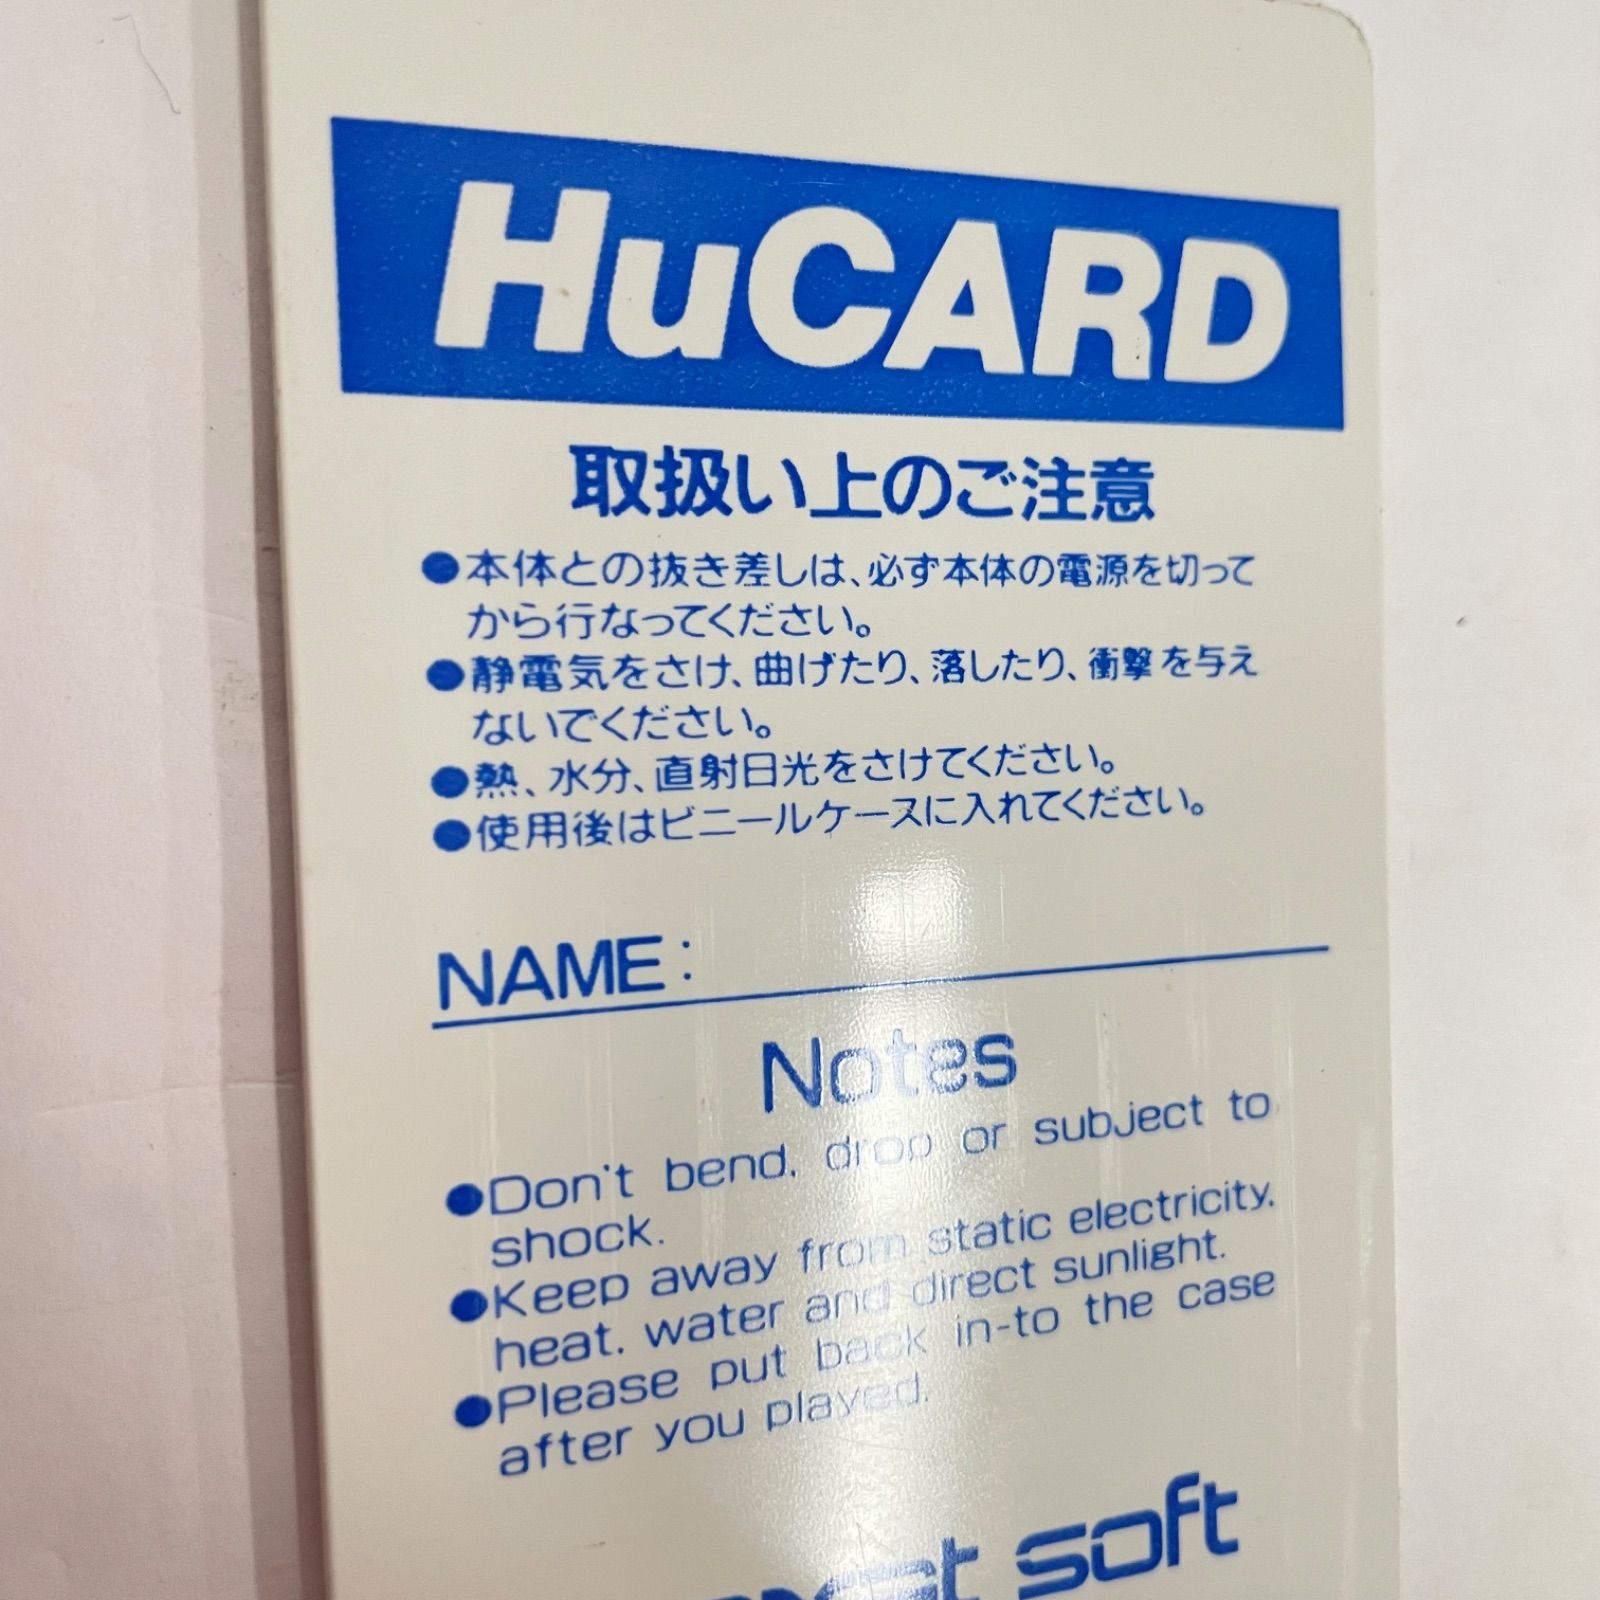 HuCARD
取扱い上のご注意
●本体との抜き差しは、必ず本体の電源を切って
から行なってください。
●静電気をさけ、曲げたり、落したり、衝撃を与え
ないでください。
●熱、水分、直射日光をさけてください。
●使用後はビニールケースに入れてください。
NAME:
Notes
●Don't bend, drop or subject to
shock.
●Keep away from static electricity,
heat, water and direct sunlight.
●Please put back in-to the case
after you played.
soft